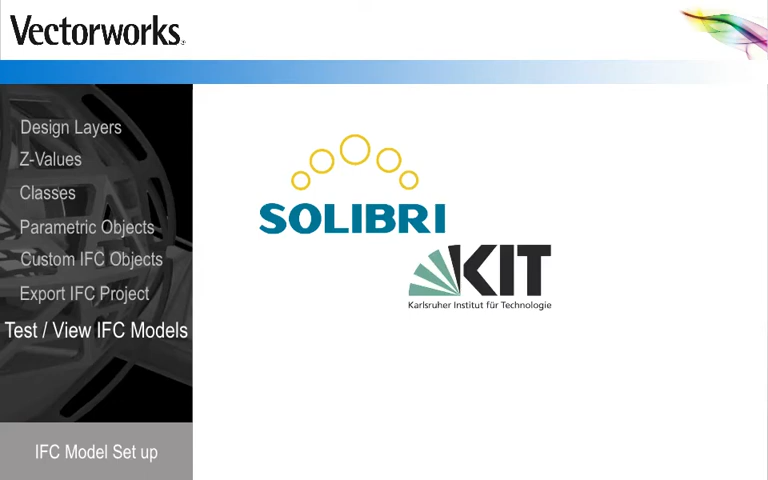 Vectorworks®
Design Layers
Z-Values
Classes
Parametric Objects
Custom IFC Objects
Export IFC Project
Test / View IFC Models
IFC Model Set up
SOLIBRI
KIT
Karlsruher Institut für Technologie